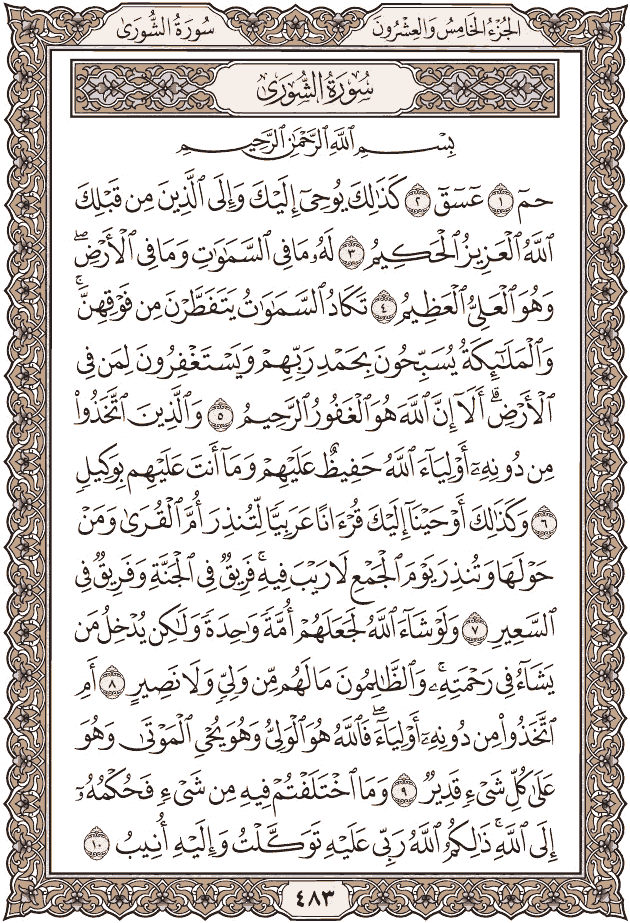 الجُزْءُ الخَامِسُ وَالعِشْرُونَ
سُورَةُ الشُّورَىٰ
سُورَةُ الشُّورَىٰ
بِسْمِ ٱللَّهِ ٱلرَّحْمَٰنِ ٱلرَّحِيمِ
حمٓ ١ عٓسٓقٓ ٢ كَذَٰلِكَ يُوحِىٓ إِلَيْكَ وَإِلَى ٱلَّذِينَ مِن قَبْلِكَ
ٱللَّهُ ٱلْعَزِيزُ ٱلْحَكِيمُ ٣ لَهُۥ مَا فِى ٱلسَّمَٰوَٰتِ وَمَا فِى ٱلْأَرْضِۖ
وَهُوَ ٱلْعَلِىُّ ٱلْعَظِيمُ ٤ تَكَادُ ٱلسَّمَٰوَٰتُ يَتَفَطَّرْنَ مِن فَوْقِهِنَّۚ
وَٱلْمَلَٰٓئِكَةُ يُسَبِّحُونَ بِحَمْدِ رَبِّهِمْ وَيَسْتَغْفِرُونَ لِمَن فِى
ٱلْأَرْضِۗ أَلَآ إِنَّ ٱللَّهَ هُوَ ٱلْغَفُورُ ٱلرَّحِيمُ ٥ وَٱلَّذِينَ ٱتَّخَذُوا۟
مِن دُونِهِۦٓ أَوْلِيَآءَ ٱللَّهُ حَفِيظٌ عَلَيْهِمْ وَمَآ أَنتَ عَلَيْهِم بِوَكِيلٍ
٦ وَكَذَٰلِكَ أَوْحَيْنَآ إِلَيْكَ قُرْءَانًا عَرَبِيًّا لِّتُنذِرَ أُمَّ ٱلْقُرَىٰ وَمَنْ
حَوْلَهَا وَتُنذِرَ يَوْمَ ٱلْجَمْعِ لَا رَيْبَ فِيهِۚ فَرِيقٌ فِى ٱلْجَنَّةِ وَفَرِيقٌ فِى
ٱلسَّعِيرِ ٧ وَلَوْ شَآءَ ٱللَّهُ لَجَعَلَهُمْ أُمَّةً وَٰحِدَةً وَلَٰكِن يُدْخِلُ مَن
يَشَآءُ فِى رَحْمَتِهِۦۚ وَٱلظَّٰلِمُونَ مَا لَهُم مِّن وَلِىٍّ وَلَا نَصِيرٍ ٨ أَمِ
ٱتَّخَذُوا۟ مِن دُونِهِۦٓ أَوْلِيَآءَۖ فَٱللَّهُ هُوَ ٱلْوَلِىُّ وَهُوَ يُحْىِ ٱلْمَوْتَىٰ وَهُوَ
عَلَىٰ كُلِّ شَىْءٍ قَدِيرٌ ٩ وَمَا ٱخْتَلَفْتُمْ فِيهِ مِن شَىْءٍ فَحُكْمُهُۥٓ
إِلَى ٱللَّهِۚ ذَٰلِكُمُ ٱللَّهُ رَبِّى عَلَيْهِ تَوَكَّلْتُ وَإِلَيْهِ أُنِيبُ ١٠
٤٨٣